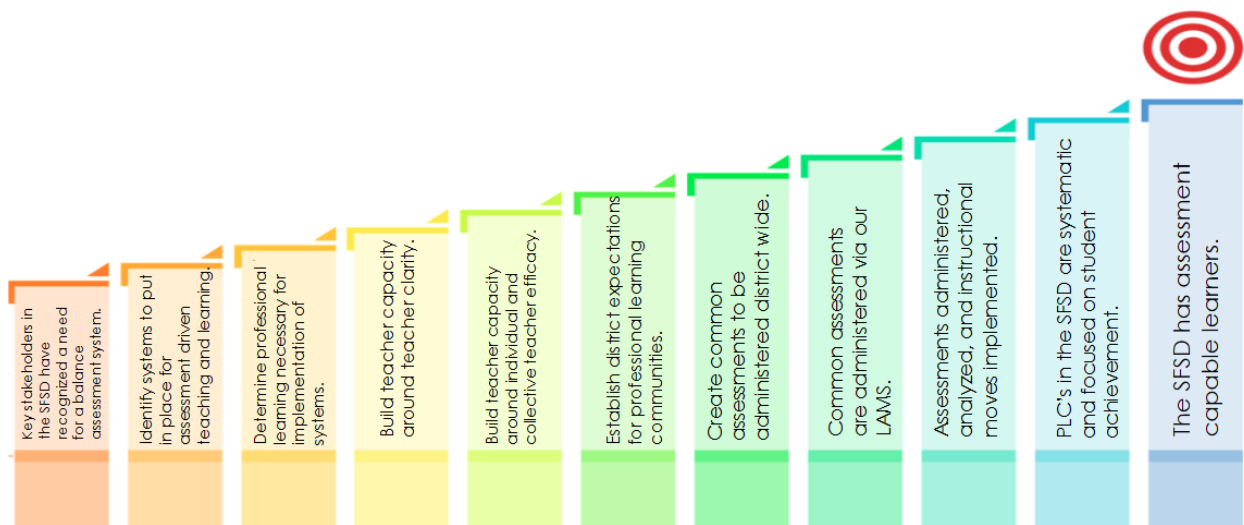 Key stakeholders in
the SFSD have
recognized a need
for a balance
assessment system.
Identify systems to put
in place for
assessment driven
teaching and learning.
Determine professional
learning necessary for
implementation of
systems.
Build teacher capacity
around teacher clarity.
Build teacher capacity
around individual and
collective teacher efficacy.
Establish district expectations
for professional learning
communities.
Create common
assessments to be
administered district wide.
Common assessments
are administered via our
LAMS.
Assessments administered,
analyzed, and instructional
moves implemented.
PLC's in the SFSD are systematic
and focused on student
achievement.
The SFSD has assessment
capable learners.